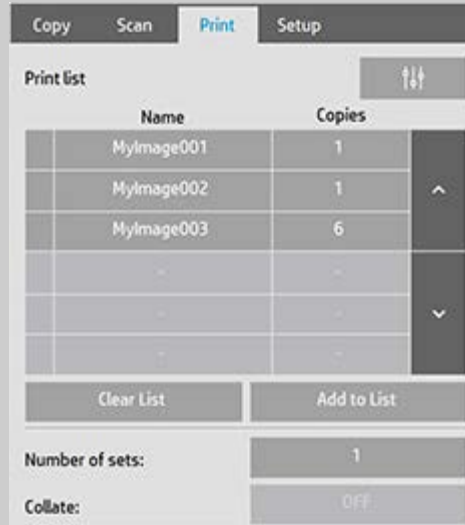 Copy Scan Print Setup
Print list
Name Copies
MyImage001 1
MyImage002 1
MyImage003 6
- -
- -
- -
Clear List Add to List
Number of sets: 1
Collate: OFF